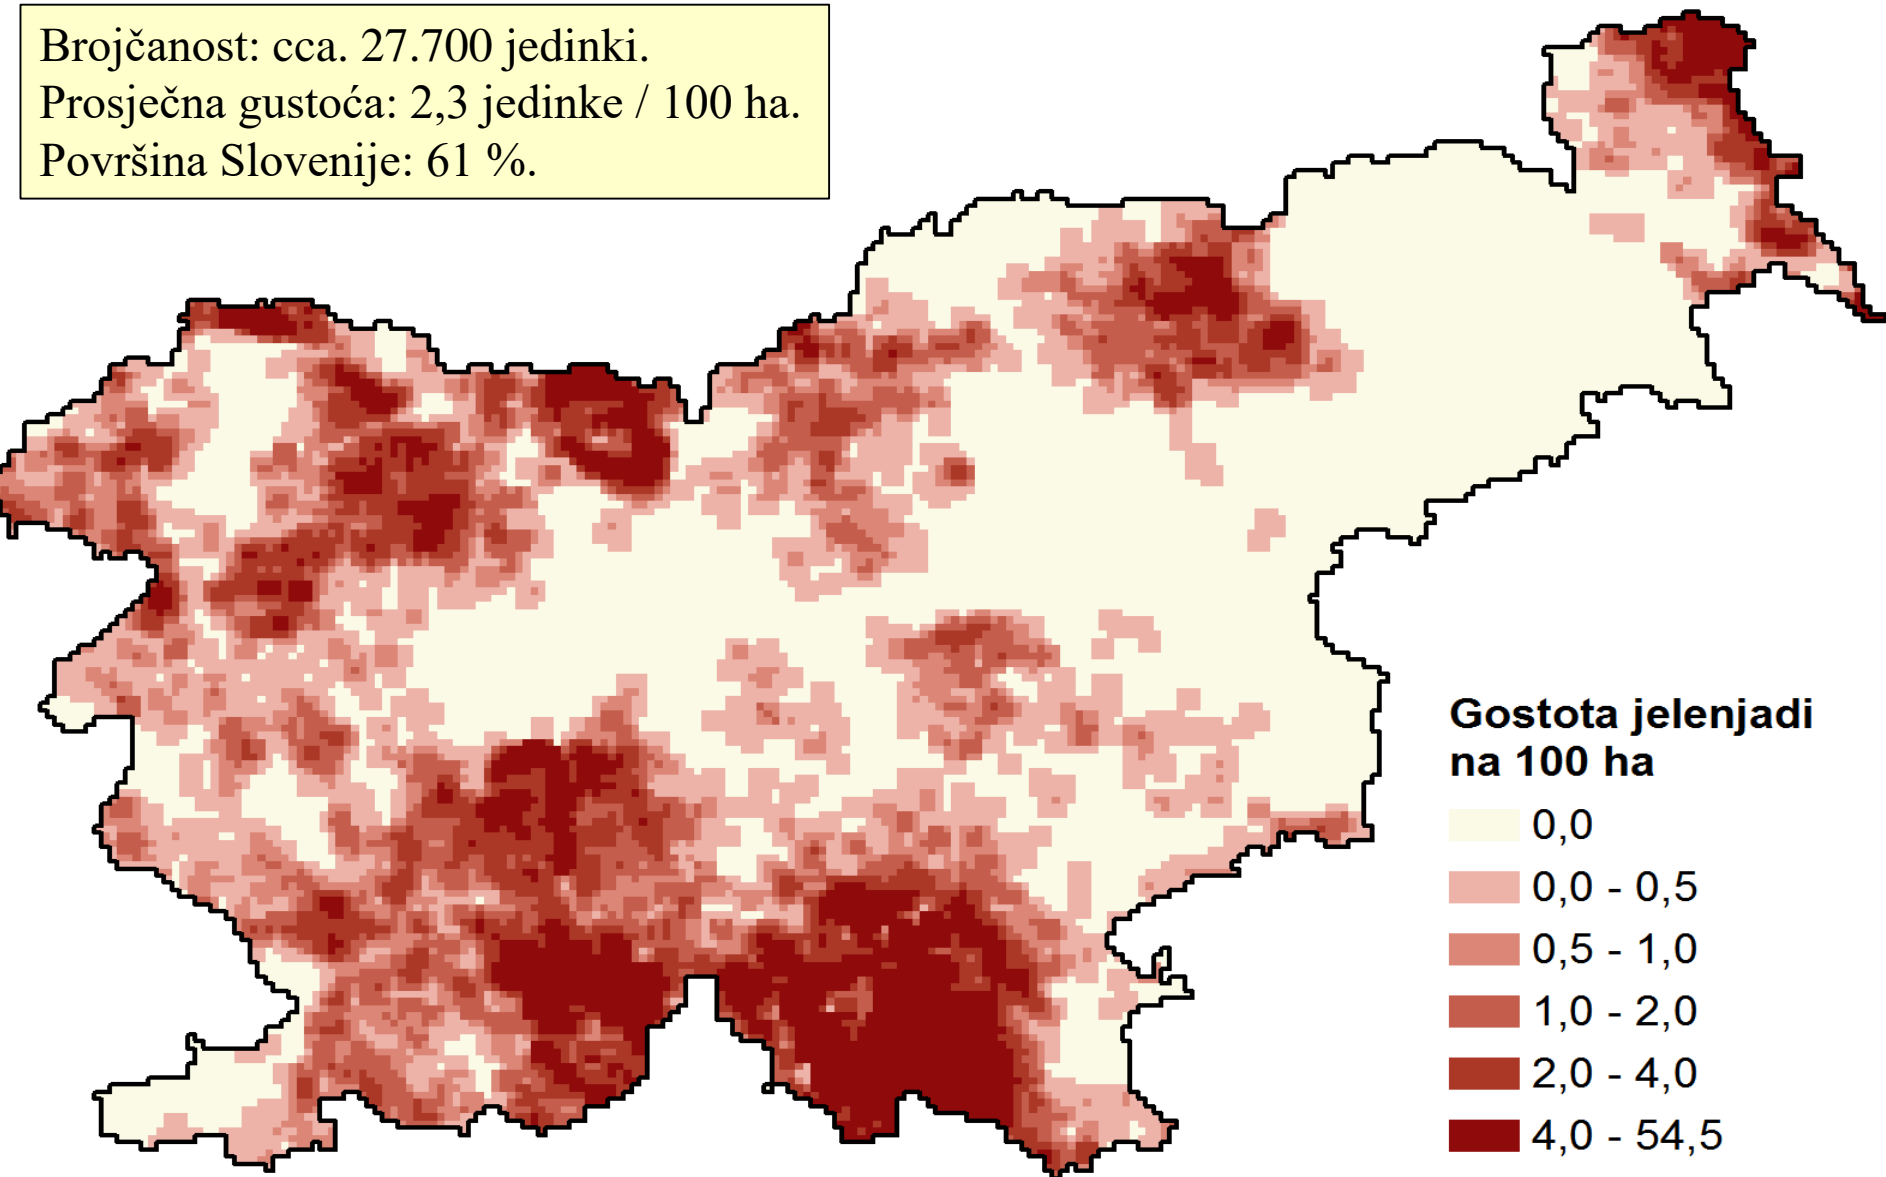 Brojčanost: cca. 27.700 jedinki.
Prosječna gustoća: 2,3 jedinke / 100 ha.
Površina Slovenije: 61 %.
Gostota jelenjadi
na 100 ha
0,0
0,0 - 0,5
0,5 - 1,0
1,0 - 2,0
2,0 - 4,0
4,0 - 54,5